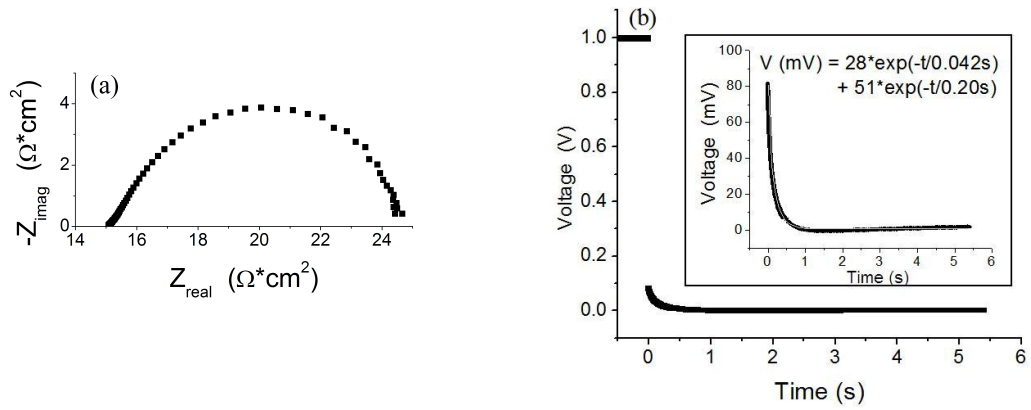 (a)
-Z_imag (Ω*cm²)
4
2
0
14 16 18 20 22 24
Z_real (Ω*cm²)
(b)
Voltage (V)
1.0
0.8
0.6
0.4
0.2
0.0
0 1 2 3 4 5 6
Time (s)
V (mV) = 28*exp(-t/0.042s)
+ 51*exp(-t/0.20s)
Voltage (mV)
100
80
60
40
20
0
0 1 2 3 4 5 6
Time (s)